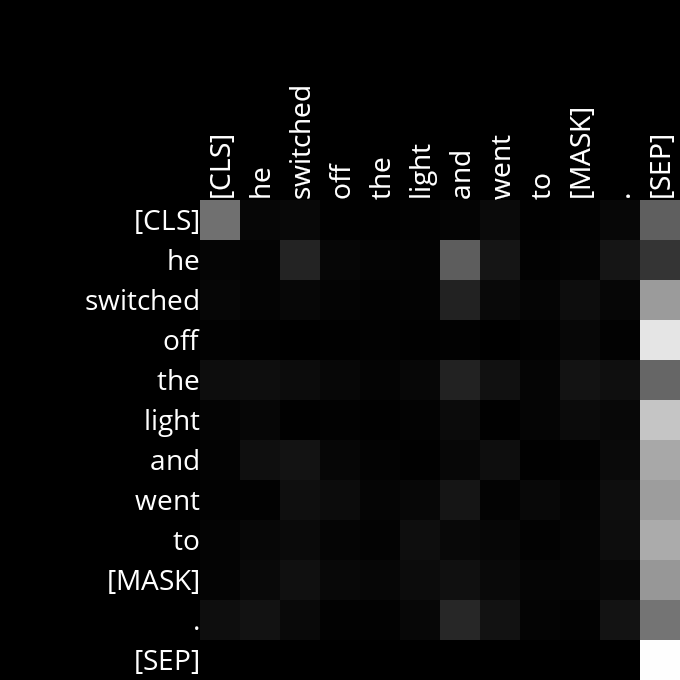 [CLS] he switched off the light and went to [MASK] . [SEP]
[CLS]
he
switched
off
the
light
and
went
to
[MASK]
.
[SEP]